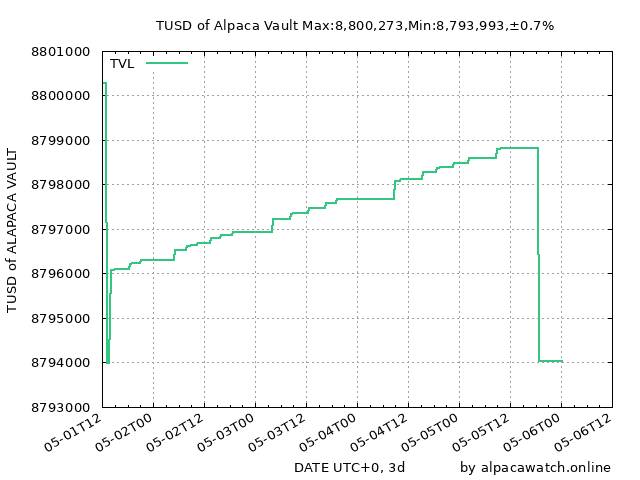 TUSD of Alpaca Vault Max:8,800,273,Min:8,793,993,±0.7%
TVL
8801000
8800000
8799000
8798000
8797000
8796000
8795000
8794000
8793000
TUSD of ALAPACA VAULT
05-01T12
05-02T00
05-02T12
05-03T00
05-03T12
05-04T00
05-04T12
05-05T00
05-05T12
05-06T00
05-06T12
DATE UTC+0, 3d
by alpacawatch.online